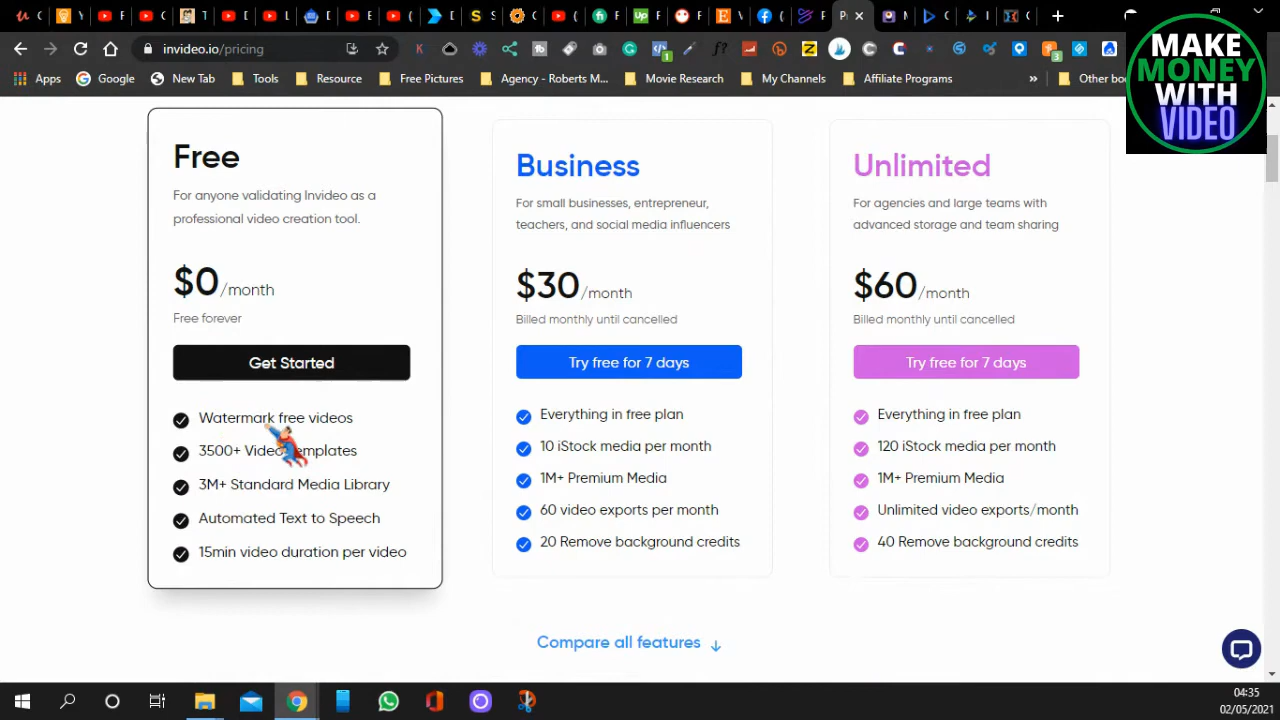 invideo.io/pricing
Apps
Google
New Tab
Tools
Resource
Free Pictures
Agency - Roberts M...
Movie Research
My Channels
Affiliate Programs
»
Other boo
MAKE
MONEY
WITH
VIDEO
Free
For anyone validating Invideo as a
professional video creation tool.
$0/month
Free forever
Get Started
Watermark free videos
3500+ Video
mplates
3M+ Standard Media Library
Automated Text to Speech
15min video duration per video
Business
For small businesses, entrepreneur,
teachers, and social media influencers
$30/month
Billed monthly until cancelled
Try free for 7 days
Everything in free plan
10 iStock media per month
1M+ Premium Media
60 video exports per month
20 Remove background credits
Unlimited
For agencies and large teams with
advanced storage and team sharing
$60/month
Billed monthly until cancelled
Try free for 7 days
Everything in free plan
120 iStock media per month
1M+ Premium Media
Unlimited video exports/month
40 Remove background credits
Compare all features ↓
04:35
02/05/2021